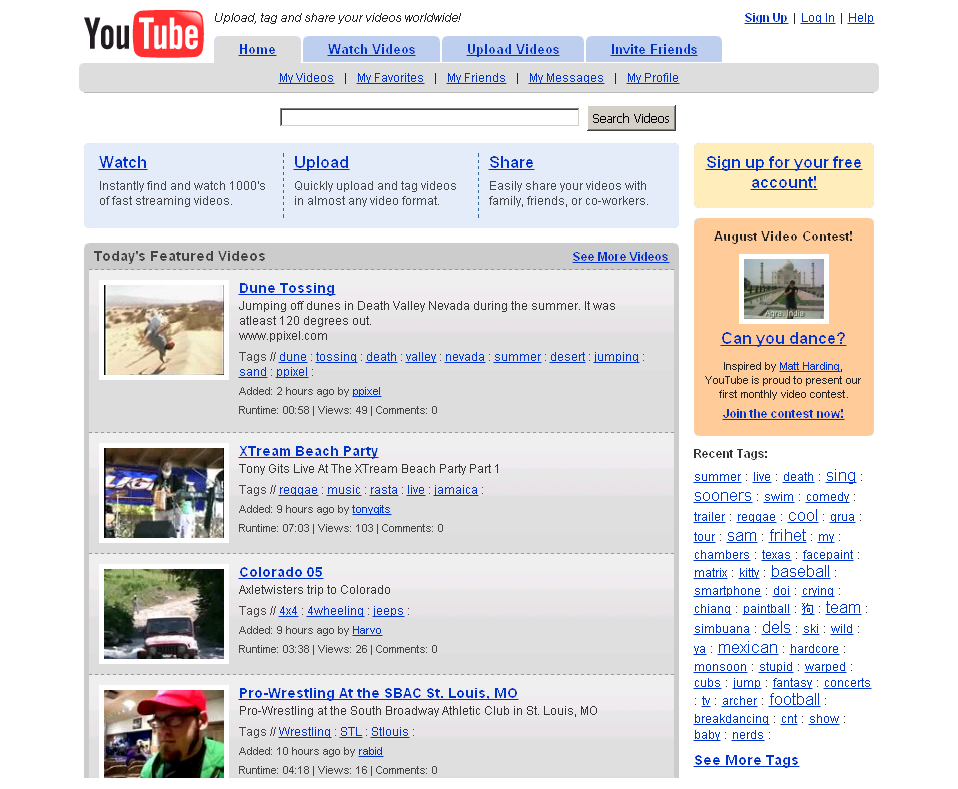 YouTube
Upload, tag and share your videos worldwide!
Sign Up | Log In | Help
Home
Watch Videos
Upload Videos
Invite Friends
My Videos | My Favorites | My Friends | My Messages | My Profile
Search Videos
Watch
Instantly find and watch 1000's
of fast streaming videos.
Upload
Quickly upload and tag videos
in almost any video format.
Share
Easily share your videos with
family, friends, or co-workers.
Today's Featured Videos
See More Videos
Dune Tossing
Jumping off dunes in Death Valley Nevada during the summer. It was
atleast 120 degrees out.
www.ppixel.com
Tags // dune : tossing : death : valley : nevada : summer : desert : jumping :
sand : ppixel :
Added: 2 hours ago by ppixel
Runtime: 00:58 | Views: 49 | Comments: 0
XTream Beach Party
Tony Gits Live At The XTream Beach Party Part 1
Tags // reggae : music : rasta : live : jamaica :
Added: 9 hours ago by tonygits
Runtime: 07:03 | Views: 103 | Comments: 0
Colorado 05
Axletwisters trip to Colorado
Tags // 4x4 : 4wheeling : jeeps :
Added: 9 hours ago by Harvo
Runtime: 03:38 | Views: 26 | Comments: 0
Pro-Wrestling At the SBAC St. Louis, MO
Pro-Wrestling at the South Broadway Athletic Club in St. Louis, MO
Tags // Wrestling : STL : Stlouis :
Added: 10 hours ago by rabid
Runtime: 04:18 | Views: 16 | Comments: 0
Sign up for your free
account!
August Video Contest!
Agra, India
Can you dance?
Inspired by Matt Harding,
YouTube is proud to present our
first monthly video contest.
Join the contest now!
Recent Tags:
summer : live : death : sing :
sooners : swim : comedy :
trailer : reggae : cool : grua :
tour : sam : frihet : my :
chambers : texas : facepaint :
matrix : kitty : baseball :
smartphone : doi : crying :
chiang : paintball : 狗 : team :
simbuana : dels : ski : wild :
ya : mexican : hardcore :
monsoon : stupid : warped :
cubs : jump : fantasy : concerts
: tv : archer : football :
breakdancing : cnt : show :
baby : nerds :
See More Tags